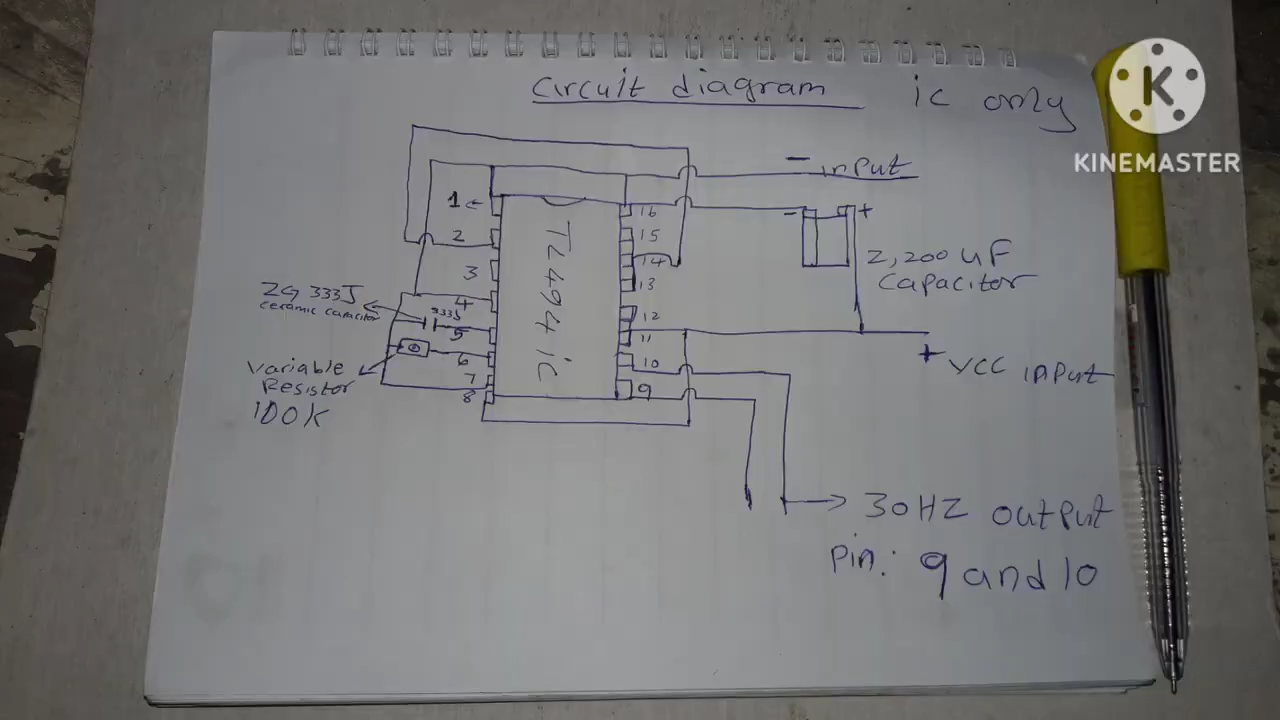 Circuit diagram ic only
KINEMASTER
- input
1
2
3
4
5
6
7
8
16
15
14
13
12
11
10
9
TL494 ic
- +
2,200 uF
Capacitor
333J
ceramic capacitor
333J
Variable
Resistor
100K
+ VCC input
30HZ output
Pin: 9 and 10